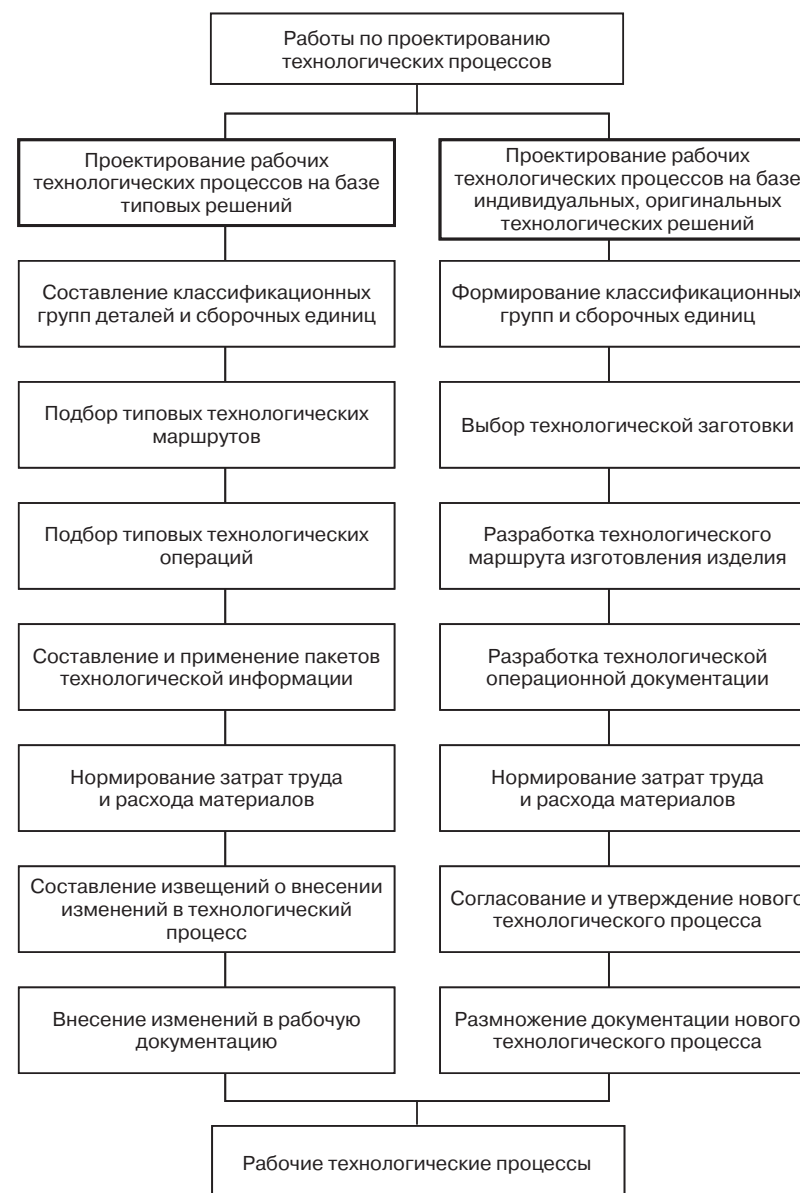 Работы по проектированию
технологических процессов
Проектирование рабочих
технологических процессов на базе
типовых решений
Проектирование рабочих
технологических процессов на базе
индивидуальных, оригинальных
технологических решений
Составление классификационных
групп деталей и сборочных единиц
Формирование классификационных
групп и сборочных единиц
Подбор типовых технологических
маршрутов
Выбор технологической заготовки
Подбор типовых технологических
операций
Разработка технологического
маршрута изготовления изделия
Составление и применение пакетов
технологической информации
Разработка технологической
операционной документации
Нормирование затрат труда
и расхода материалов
Нормирование затрат труда
и расхода материалов
Составление извещений о внесении
изменений в технологический
процесс
Согласование и утверждение нового
технологического процесса
Внесение изменений в рабочую
документацию
Размножение документации нового
технологического процесса
Рабочие технологические процессы